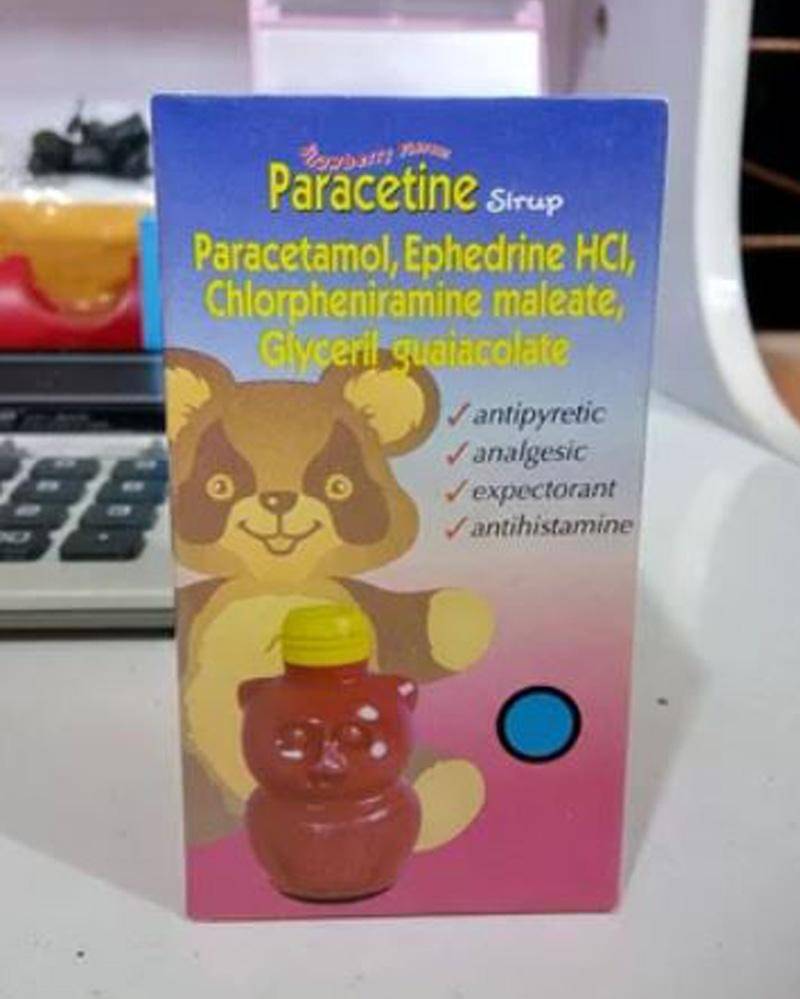 Paracetine Sirup
Paracetamol, Ephedrine HCl,
Chlorpheniramine maleate,
Glyceril guaiacolate
✓ antipyretic
✓ analgesic
✓ expectorant
✓ antihistamine